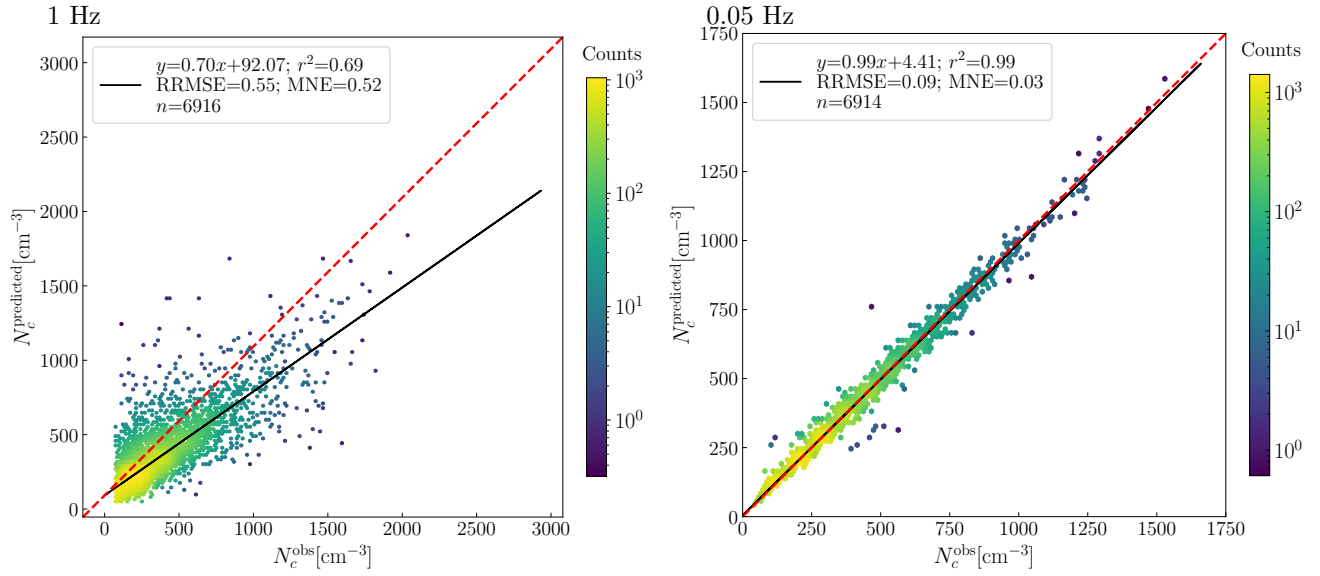 1 Hz
y=0.70x+92.07; r²=0.69
RRMSE=0.55; MNE=0.52
n=6916
Counts
10³
10²
10¹
10⁰
3000
2500
2000
1500
1000
500
0
0 500 1000 1500 2000 2500 3000
N_c^predicted[cm⁻³]
N_c^obs[cm⁻³]
0.05 Hz
y=0.99x+4.41; r²=0.99
RRMSE=0.09; MNE=0.03
n=6914
Counts
10³
10²
10¹
10⁰
1750
1500
1250
1000
750
500
250
0
0 250 500 750 1000 1250 1500 1750
N_c^predicted[cm⁻³]
N_c^obs[cm⁻³]